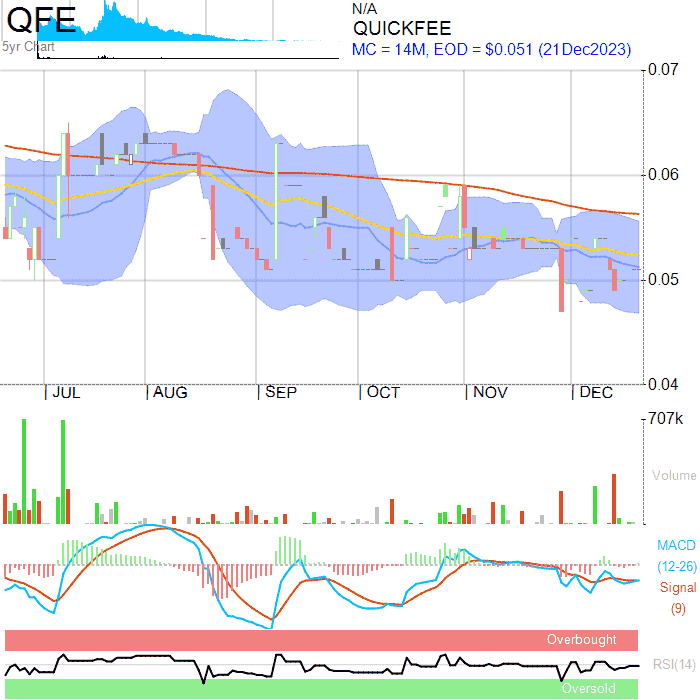 QFE
5yr Chart
N/A
QUICKFEE
MC = 14M, EOD = $0.051 (21Dec2023)
0.07
0.06
0.05
0.04
JUL
AUG
SEP
OCT
NOV
DEC
707k
Volume
MACD
(12-26)
Signal
(9)
Overbought
RSI(14)
Oversold